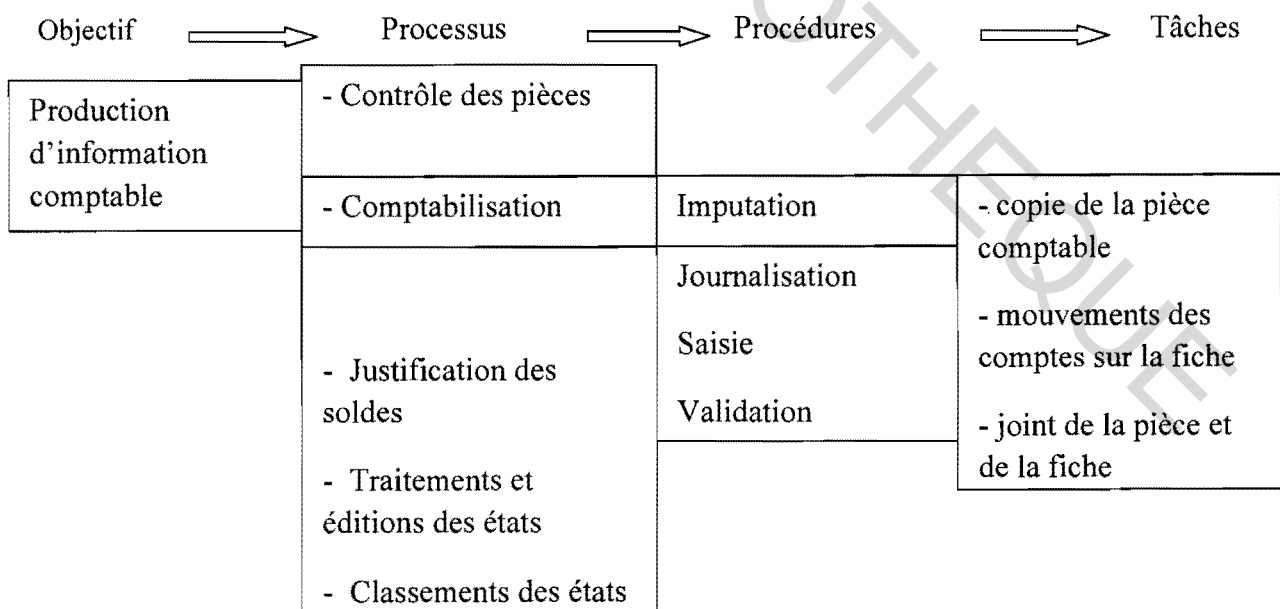 Objectif Processus Procédures Tâches
Production
d'information
comptable
- Contrôle des pièces
- Comptabilisation
- Justification des
soldes
- Traitements et
éditions des états
- Classements des états
Imputation
Journalisation
Saisie
Validation
- copie de la pièce
comptable
- mouvements des
comptes sur la fiche
- joint de la pièce et
de la fiche
OTHEQUE